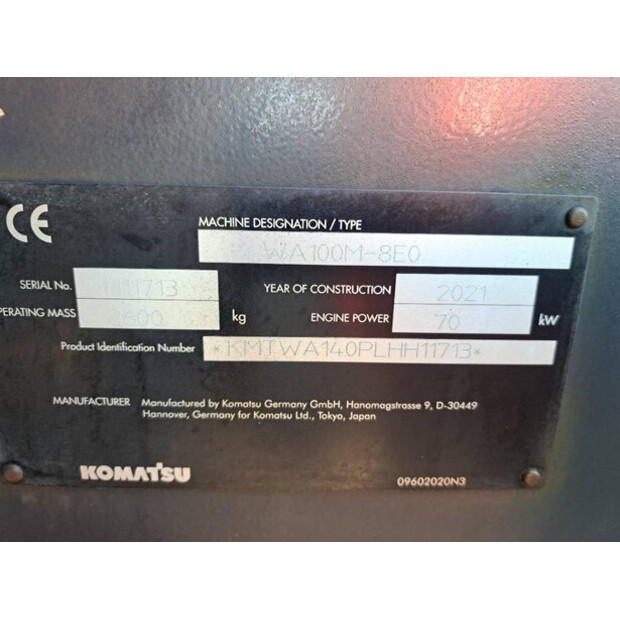 CE
MACHINE DESIGNATION / TYPE
WA100M-8E0
SERIAL No. H11713 YEAR OF CONSTRUCTION 2021
OPERATING MASS kg ENGINE POWER 70 kW
Product Identification Number *KMTWA140PLHH11713*
MANUFACTURER Manufactured by Komatsu Germany GmbH, Hanomagstrasse 9, D-30449
Hannover, Germany for Komatsu Ltd., Tokyo, Japan
KOMATSU 09602020N3